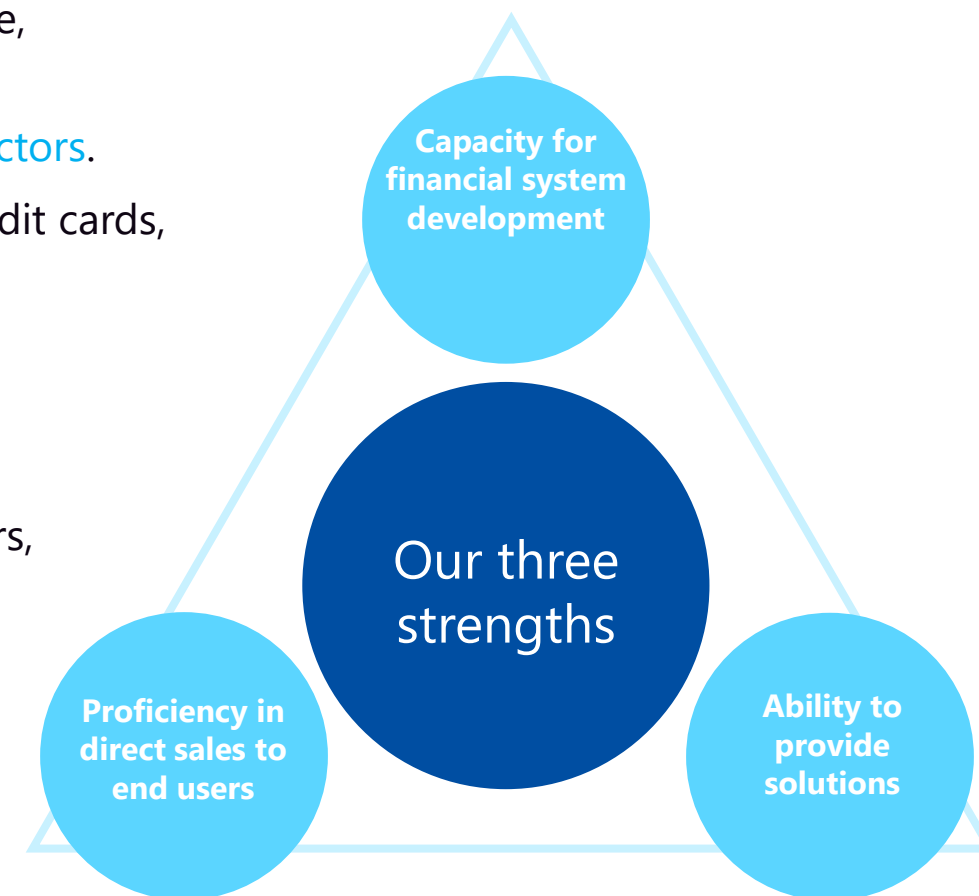 e,
ctors.
dit cards,
rs,
Capacity for
financial system
development
Our three
strengths
Proficiency in
direct sales to
end users
Ability to
provide
solutions